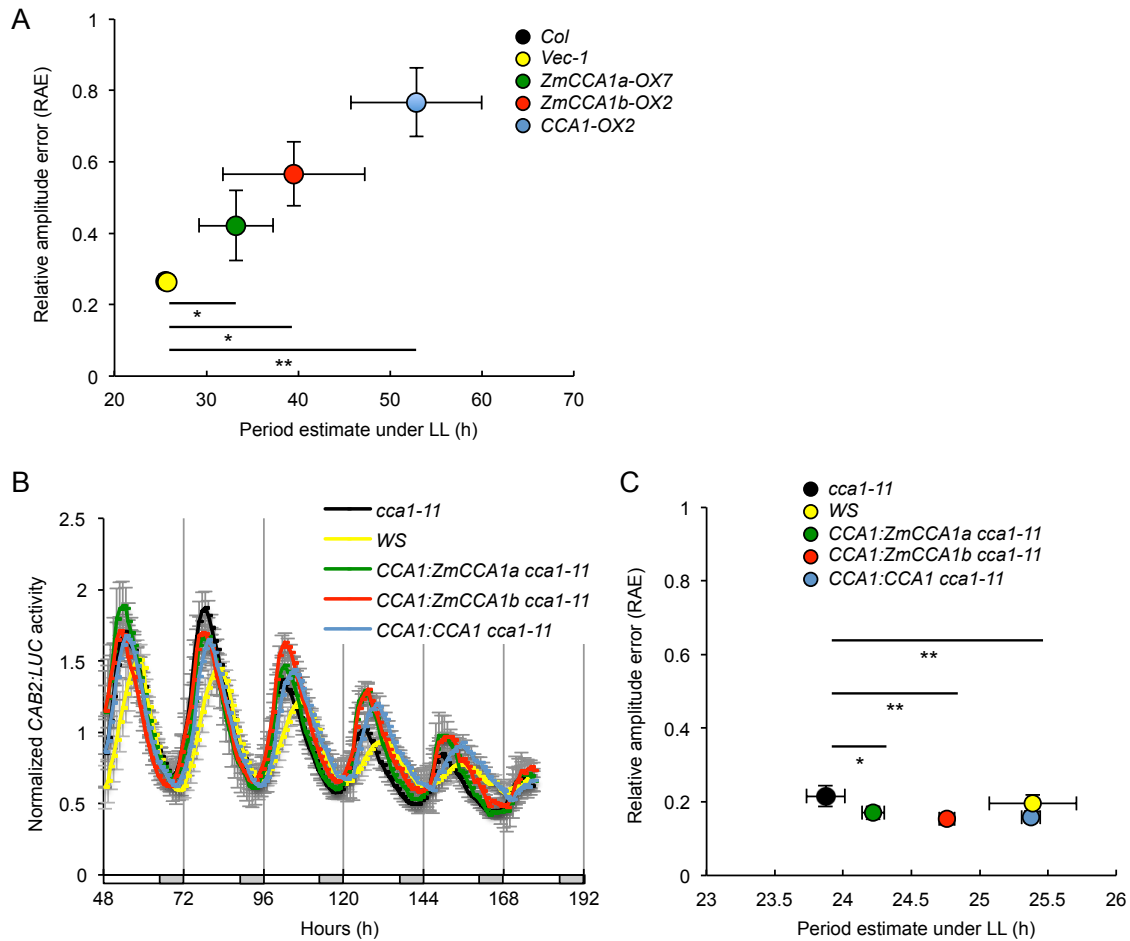 A
Relative amplitude error (RAE)
1
0.8
0.6
0.4
0.2
0
20 30 40 50 60 70
Period estimate under LL (h)
Col
Vec-1
ZmCCA1a-OX7
ZmCCA1b-OX2
CCA1-OX2
*
*
**
B
Normalized CAB2:LUC activity
2.5
2
1.5
1
0.5
0
48 72 96 120 144 168 192
Hours (h)
cca1-11
WS
CCA1:ZmCCA1a cca1-11
CCA1:ZmCCA1b cca1-11
CCA1:CCA1 cca1-11
C
cca1-11
WS
CCA1:ZmCCA1a cca1-11
CCA1:ZmCCA1b cca1-11
CCA1:CCA1 cca1-11
Relative amplitude error (RAE)
1
0.8
0.6
0.4
0.2
0
**
**
*
23 23.5 24 24.5 25 25.5 26
Period estimate under LL (h)